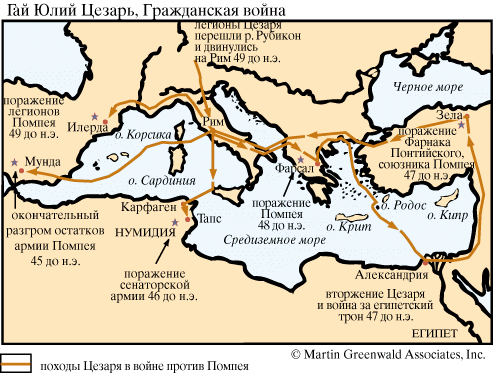 Гай Юлий Цезарь, Гражданская война
легионы Цезаря
перешли р. Рубикон
и двинулись
на Рим 49 до н.э.
Черное море
поражение
легионов
Помпея
49 до н.э.
Илерда
о. Корсика
Рим
Зела
поражение
Фарнака
Понтийского,
союзника Помпея
47 до н.э.
Мунда
о. Сардиния
Фарсал
окончательный
разгром остатков
армии Помпея
45 до н.э.
Карфаген
Тапс
НУМИДИЯ
поражение
Помпея
48 до н.э.
о. Родос
о. Крит
о. Кипр
Средиземное море
поражение
сенаторской
армии 46 до н.э.
Александрия
вторжение Цезаря
и война за египетский
трон 47 до н.э.
ЕГИПЕТ
© Martin Greenwald Associates, Inc.
походы Цезаря в войне против Помпея